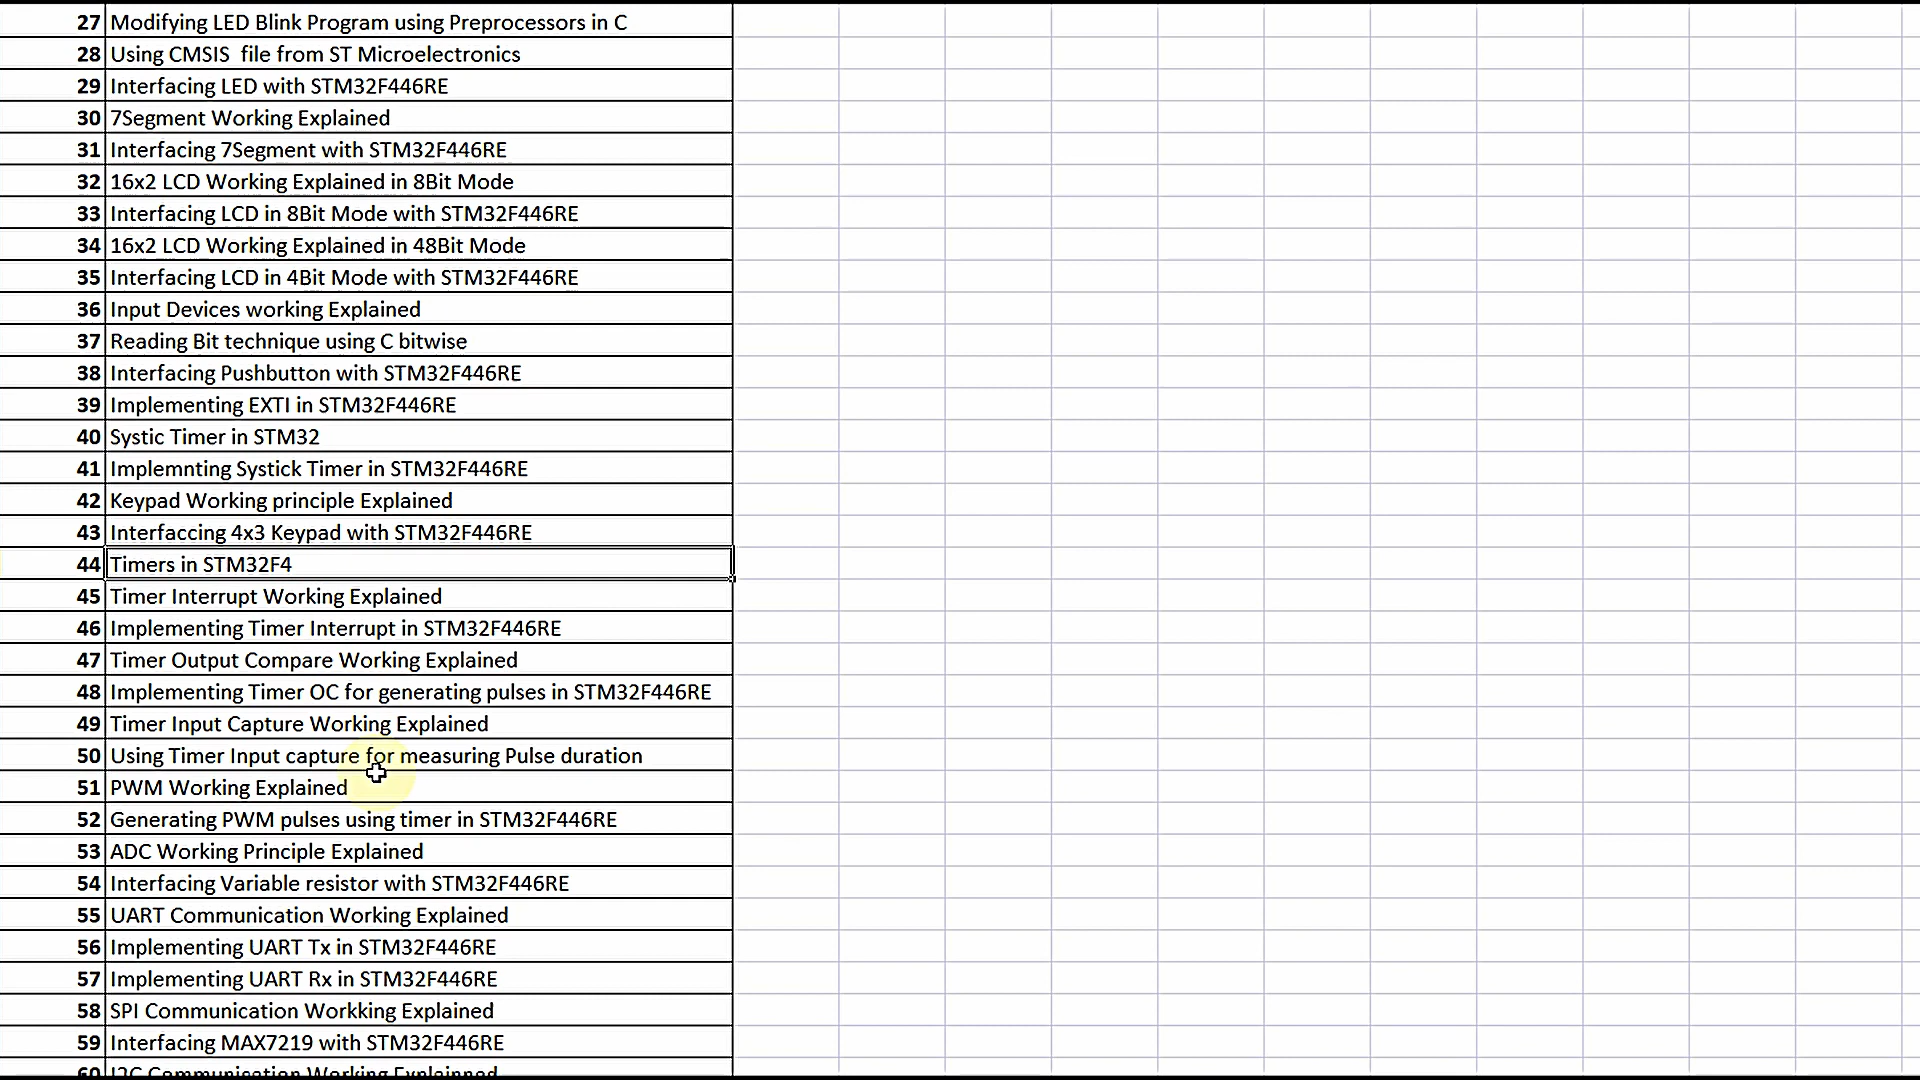 27 Modifying LED Blink Program using Preprocessors in C
28 Using CMSIS  file from ST Microelectronics
29 Interfacing LED with STM32F446RE
30 7Segment Working Explained
31 Interfacing 7Segment with STM32F446RE
32 16x2 LCD Working Explained in 8Bit Mode
33 Interfacing LCD in 8Bit Mode with STM32F446RE
34 16x2 LCD Working Explained in 48Bit Mode
35 Interfacing LCD in 4Bit Mode with STM32F446RE
36 Input Devices working Explained
37 Reading Bit technique using C bitwise
38 Interfacing Pushbutton with STM32F446RE
39 Implementing EXTI in STM32F446RE
40 Systic Timer in STM32
41 Implemnting Systick Timer in STM32F446RE
42 Keypad Working principle Explained
43 Interfaccing 4x3 Keypad with STM32F446RE
44 Timers in STM32F4
45 Timer Interrupt Working Explained
46 Implementing Timer Interrupt in STM32F446RE
47 Timer Output Compare Working Explained
48 Implementing Timer OC for generating pulses in STM32F446RE
49 Timer Input Capture Working Explained
50 Using Timer Input capture for measuring Pulse duration
51 PWM Working Explained
52 Generating PWM pulses using timer in STM32F446RE
53 ADC Working Principle Explained
54 Interfacing Variable resistor with STM32F446RE
55 UART Communication Working Explained
56 Implementing UART Tx in STM32F446RE
57 Implementing UART Rx in STM32F446RE
58 SPI Communication Workking Explained
59 Interfacing MAX7219 with STM32F446RE
60 I2C Communication Working